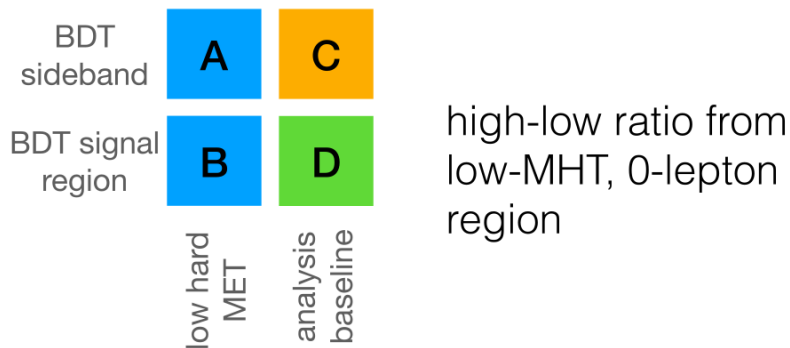 BDT
sideband
A
C
high-low ratio from
low-MHT, 0-lepton
region
BDT signal
region
B
D
low hard
MET
analysis
baseline